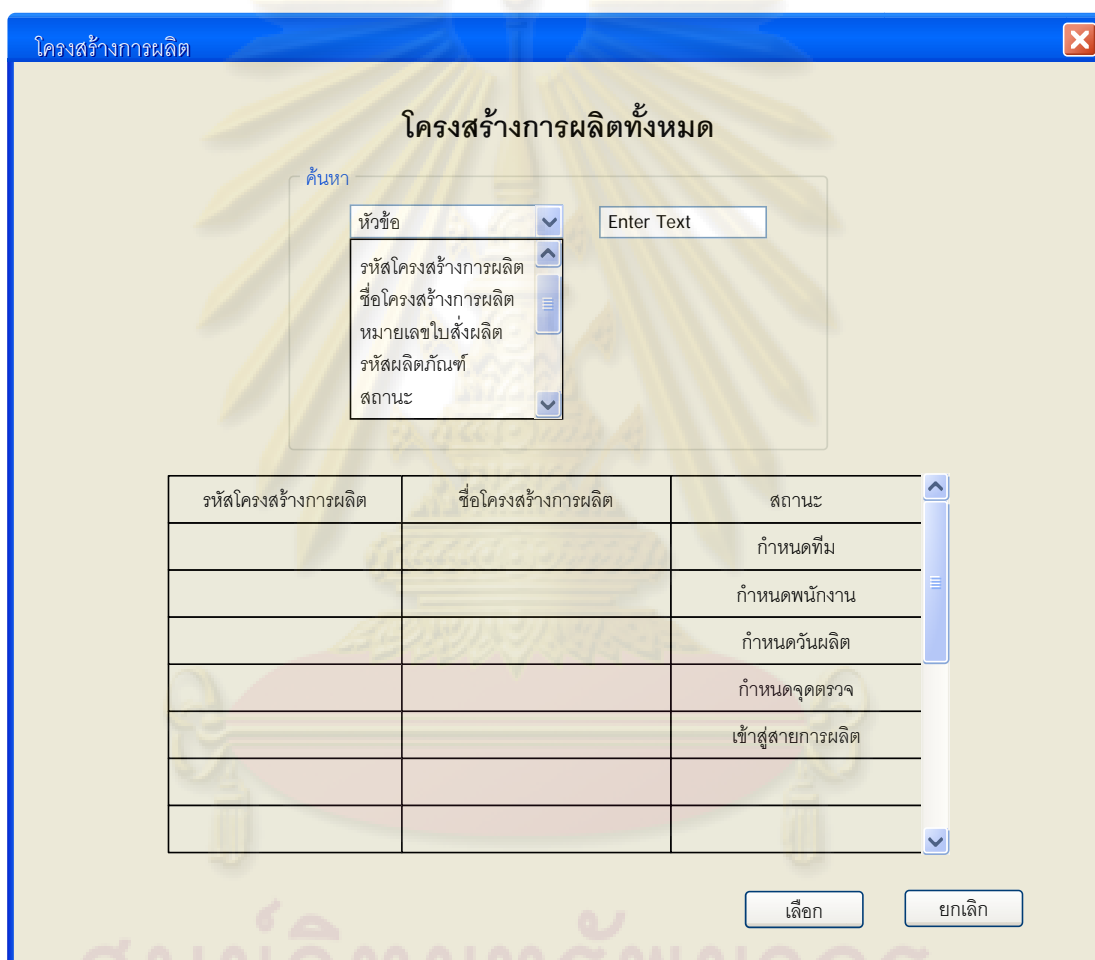 โครงสร้างการผลิต
โครงสร้างการผลิตทั้งหมด
ค้นหา
หัวข้อ Enter Text
รหัสโครงสร้างการผลิต
ชื่อโครงสร้างการผลิต
หมายเลขใบสั่งผลิต
รหัสผลิตภัณฑ์
สถานะ
รหัสโครงสร้างการผลิต ชื่อโครงสร้างการผลิต สถานะ
กำหนดทีม
กำหนดพนักงาน
กำหนดวันผลิต
กำหนดจุดตรวจ
เข้าสู่สายการผลิต
เลือก ยกเลิก